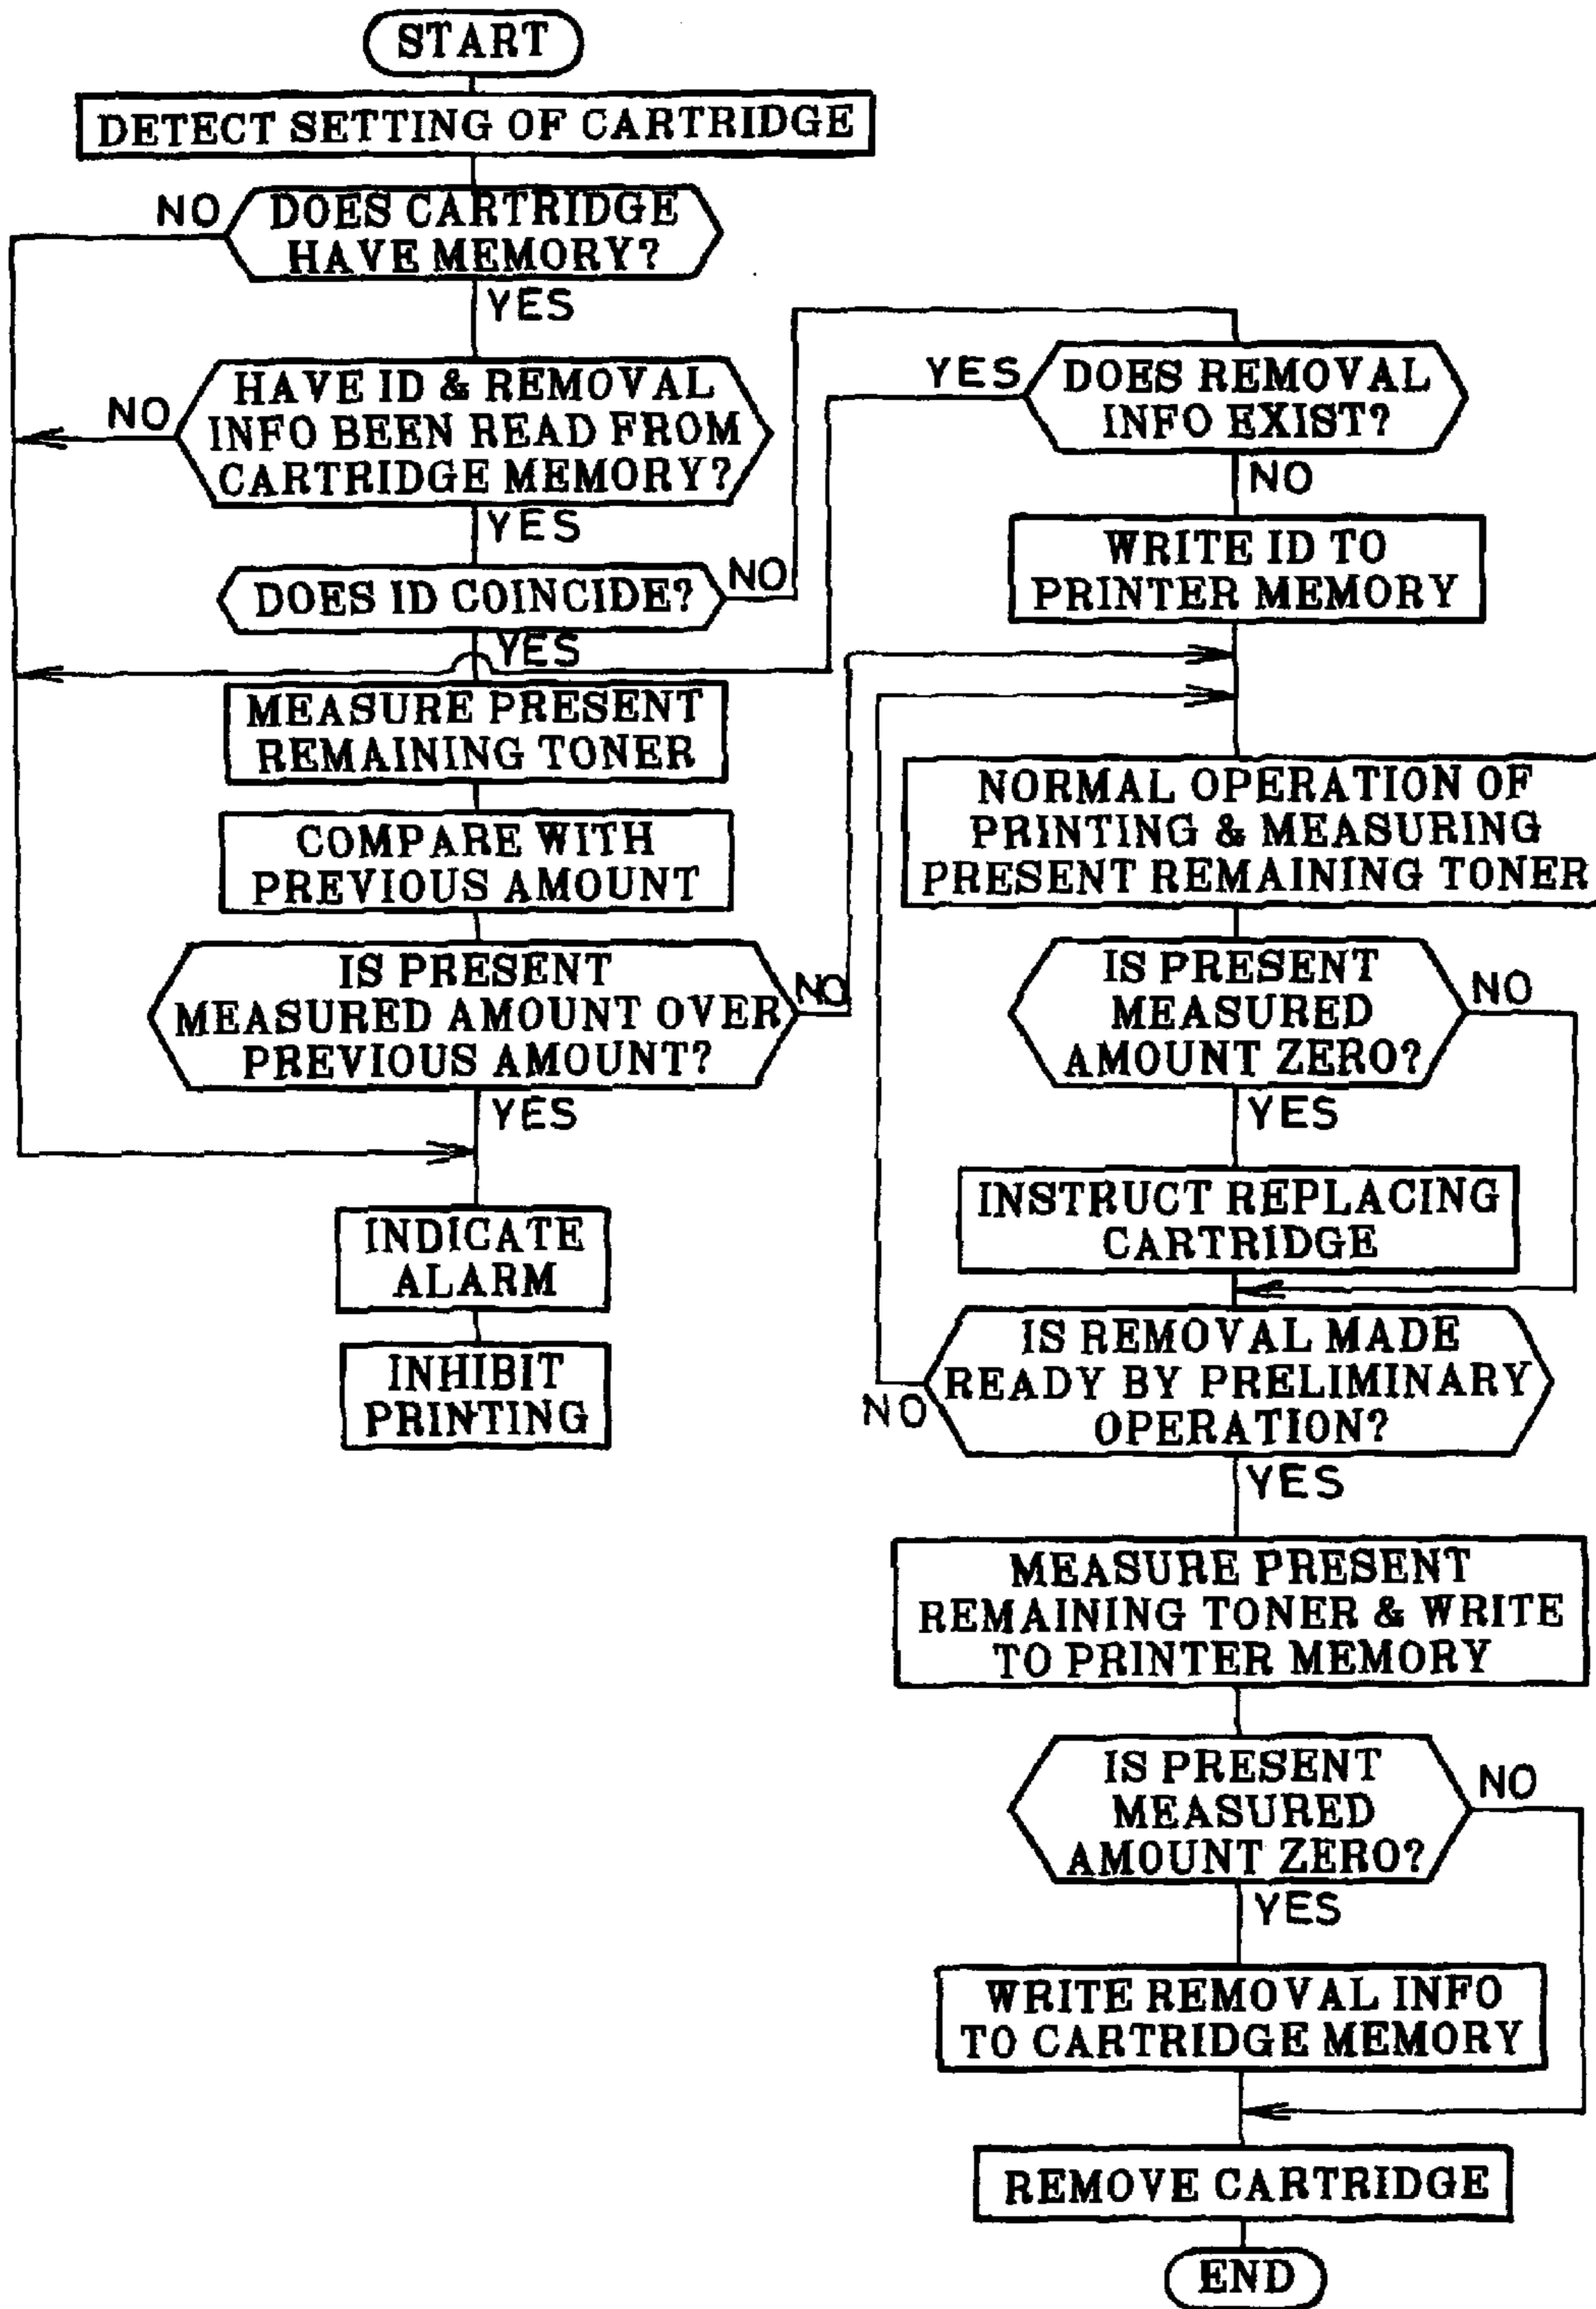 START
DETECT SETTING OF CARTRIDGE
NO
DOES CARTRIDGE
HAVE MEMORY?
YES
NO
HAVE ID & REMOVAL
INFO BEEN READ FROM
CARTRIDGE MEMORY?
YES
DOES ID COINCIDE?
NO
YES
MEASURE PRESENT
REMAINING TONER
COMPARE WITH
PREVIOUS AMOUNT
IS PRESENT
MEASURED AMOUNT OVER
PREVIOUS AMOUNT?
NO
YES
INDICATE
ALARM
INHIBIT
PRINTING
YES
DOES REMOVAL
INFO EXIST?
NO
WRITE ID TO
PRINTER MEMORY
NORMAL OPERATION OF
PRINTING & MEASURING
PRESENT REMAINING TONER
IS PRESENT
MEASURED
AMOUNT ZERO?
NO
YES
INSTRUCT REPLACING
CARTRIDGE
IS REMOVAL MADE
READY BY PRELIMINARY
OPERATION?
NO
YES
MEASURE PRESENT
REMAINING TONER & WRITE
TO PRINTER MEMORY
IS PRESENT
MEASURED
AMOUNT ZERO?
NO
YES
WRITE REMOVAL INFO
TO CARTRIDGE MEMORY
REMOVE CARTRIDGE
END